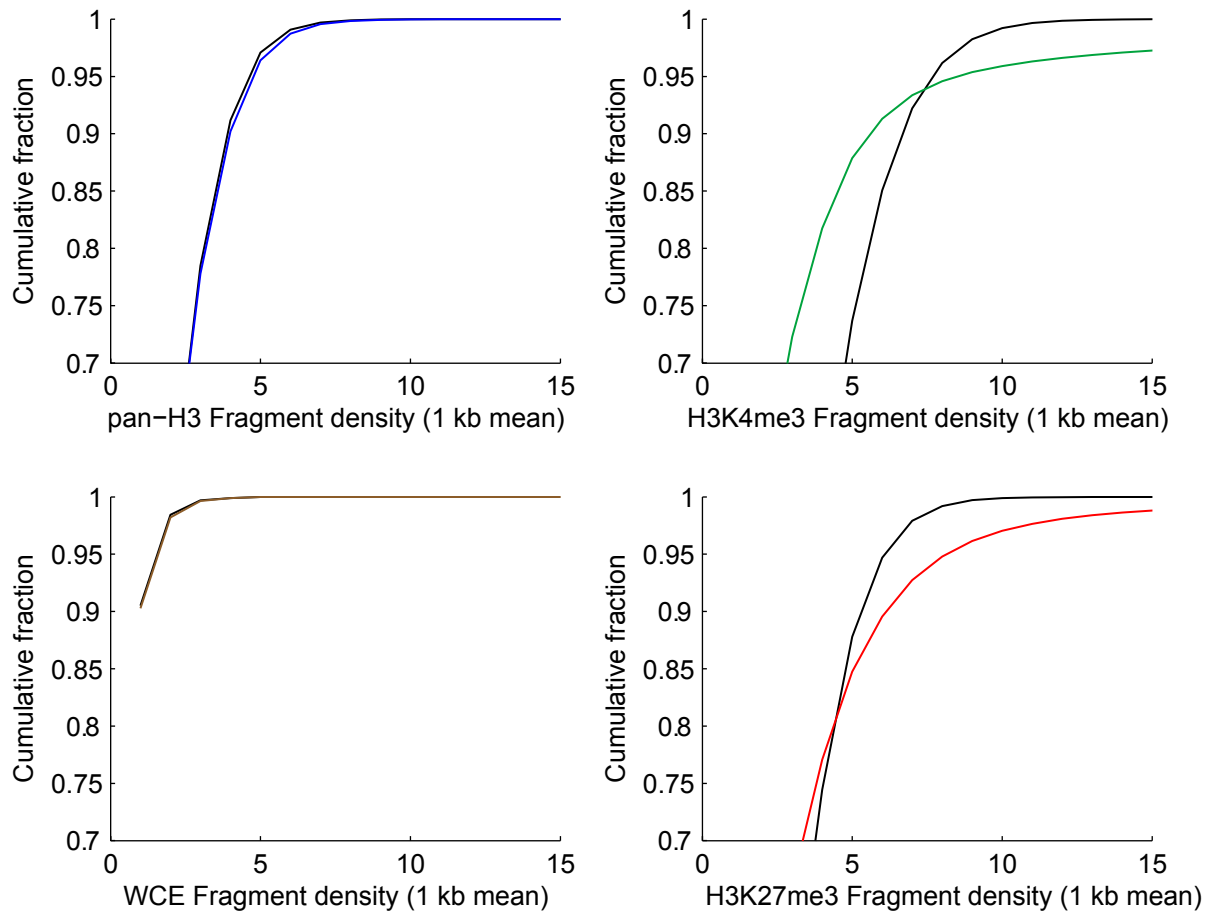 1
0.95
0.9
0.85
0.8
0.75
0.7
Cumulative fraction
0 5 10 15
pan−H3 Fragment density (1 kb mean)
1
0.95
0.9
0.85
0.8
0.75
0.7
Cumulative fraction
0 5 10 15
H3K4me3 Fragment density (1 kb mean)
1
0.95
0.9
0.85
0.8
0.75
0.7
Cumulative fraction
0 5 10 15
WCE Fragment density (1 kb mean)
1
0.95
0.9
0.85
0.8
0.75
0.7
Cumulative fraction
0 5 10 15
H3K27me3 Fragment density (1 kb mean)